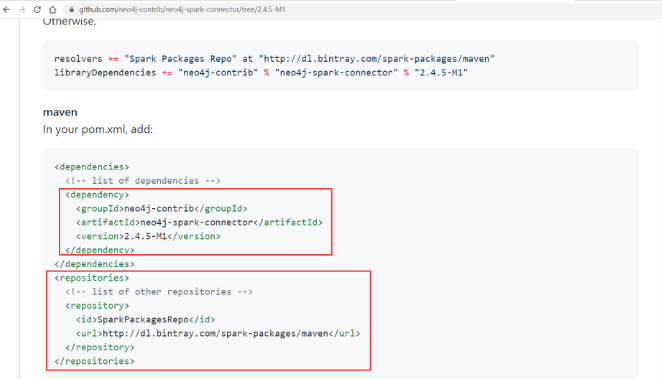 github.com/neo4j-contrib/neo4j-spark-connector/tree/2.4.5-M1
Otherwise,
resolvers += "Spark Packages Repo" at "http://dl.bintray.com/spark-packages/maven"
libraryDependencies += "neo4j-contrib" % "neo4j-spark-connector" % "2.4.5-M1"
maven
In your pom.xml, add:
<dependencies>
<!-- list of dependencies -->
<dependency>
<groupId>neo4j-contrib</groupId>
<artifactId>neo4j-spark-connector</artifactId>
<version>2.4.5-M1</version>
</dependency>
</dependencies>
<repositories>
<!-- list of other repositories -->
<repository>
<id>SparkPackagesRepo</id>
<url>http://dl.bintray.com/spark-packages/maven</url>
</repository>
</repositories>